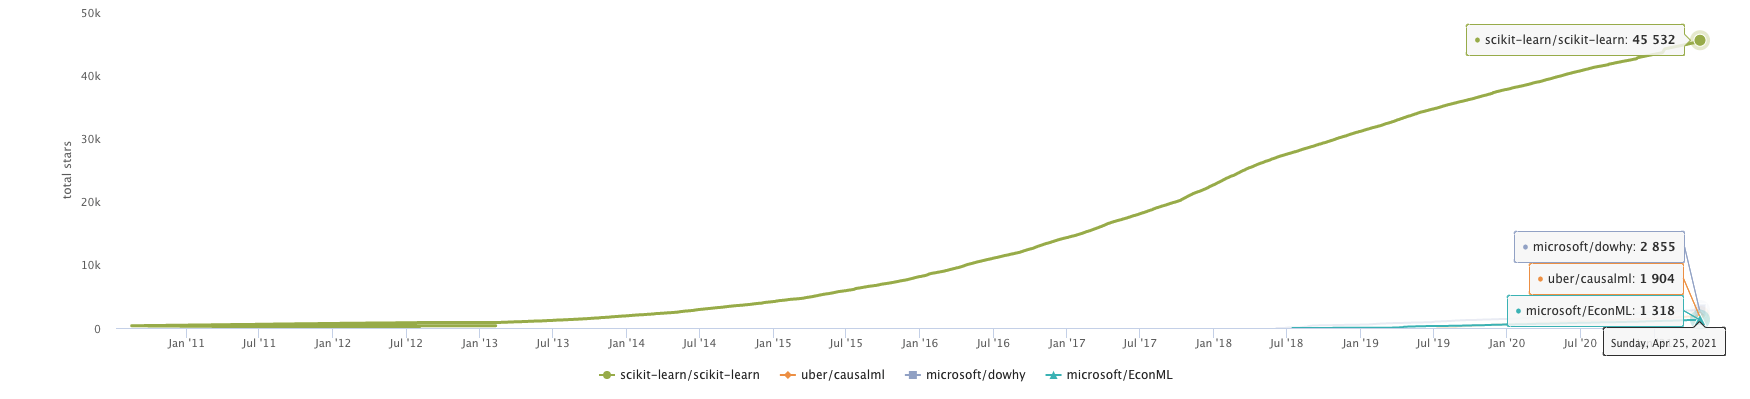 50k
scikit-learn/scikit-learn: 45 532
40k
30k
total stars
20k
microsoft/dowhy: 2 855
10k
uber/causalml: 1 904
microsoft/EconML: 1 318
0
Jan '11 Jul '11 Jan '12 Jul '12 Jan '13 Jul '13 Jan '14 Jul '14 Jan '15 Jul '15 Jan '16 Jul '16 Jan '17 Jul '17 Jan '18 Jul '18 Jan '19 Jul '19 Jan '20 Jul '20
Sunday, Apr 25, 2021
scikit-learn/scikit-learn uber/causalml microsoft/dowhy microsoft/EconML